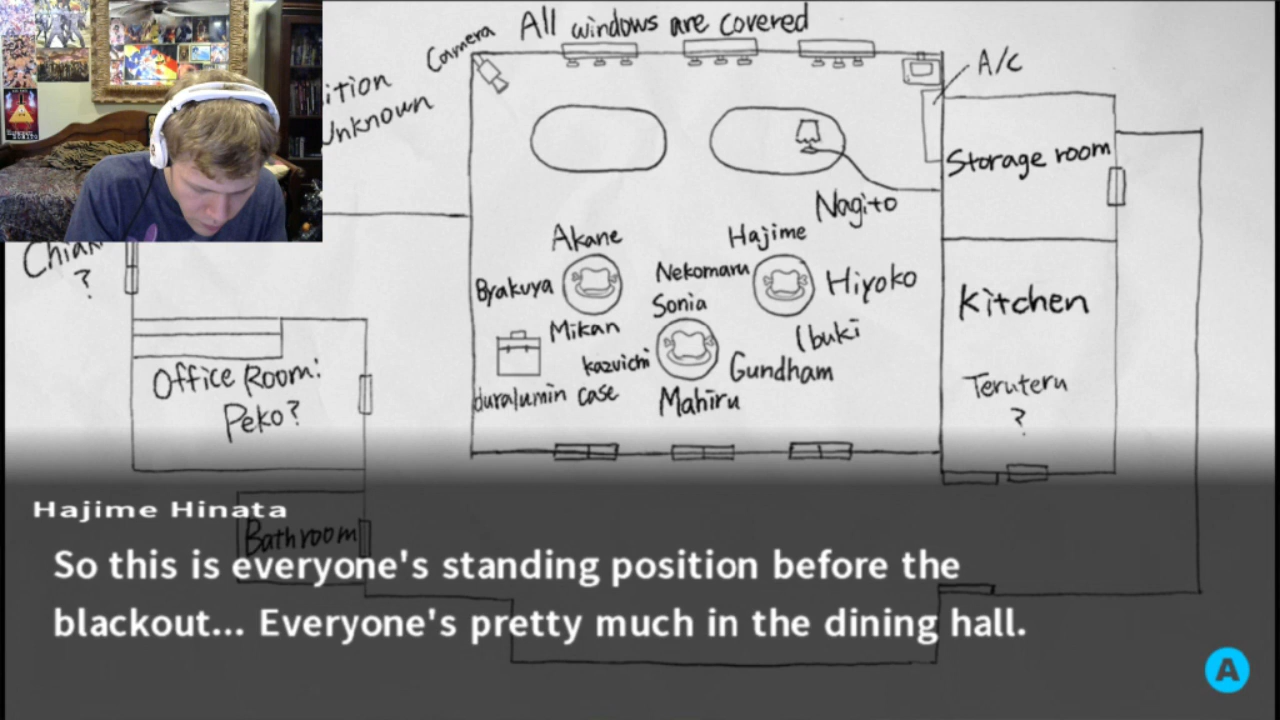 All windows are covered
Camera
ition
Unknown
A/C
Storage room
Nagito
Akane
Hajime
Byakuya
Nekomaru
Hiyoko
Sonia
Mikan
Ibuki
Kitchen
kazuichi
Gundham
duralumin case
Mahiru
Teruteru
?
Chiaki
?
Office Room:
Peko?
Hajime Hinata
Bathroom
So this is everyone's standing position before the
blackout... Everyone's pretty much in the dining hall.
A